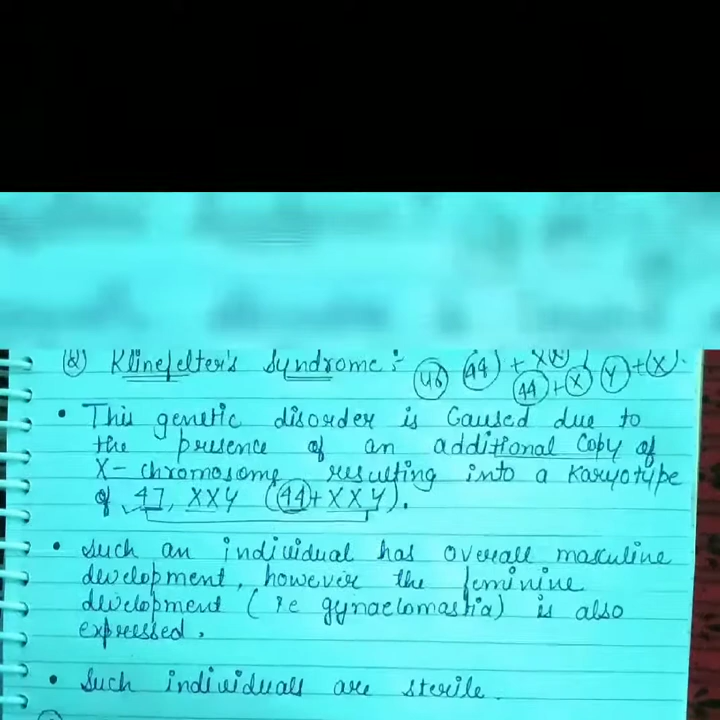 (d) Klinefelter's Syndrome :- (46) (44) + XX
(44) + (X) (Y) + (X)
• This genetic disorder is Caused due to
the presence of an additional Copy of
X-chromosome resulting into a Karyotype
of 47, XXY (44 + XXY).
• Such an individual has overall masculine
development, however the feminine
development (ie gynaecomastia) is also
expressed.
• Such individuals are sterile.